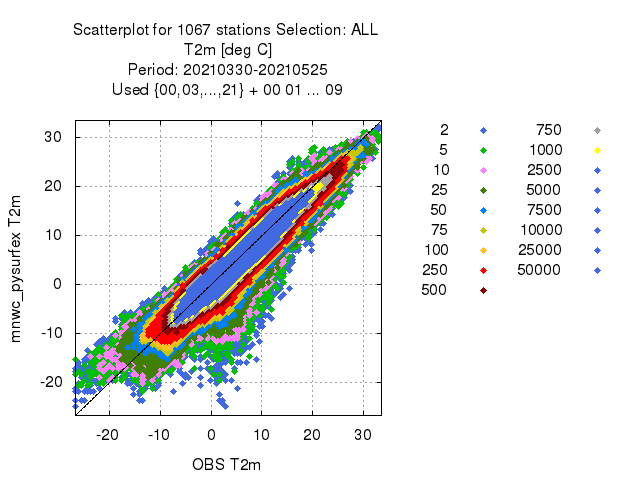 Scatterplot for 1067 stations Selection: ALL
T2m [deg C]
Period: 20210330-20210525
Used {00,03,...,21} + 00 01 ... 09
30
20
10
0
-10
-20
mnwc_pysurfex T2m
-20 -10 0 10 20 30
OBS T2m
2 750
5 1000
10 2500
25 5000
50 7500
75 10000
100 25000
250 50000
500